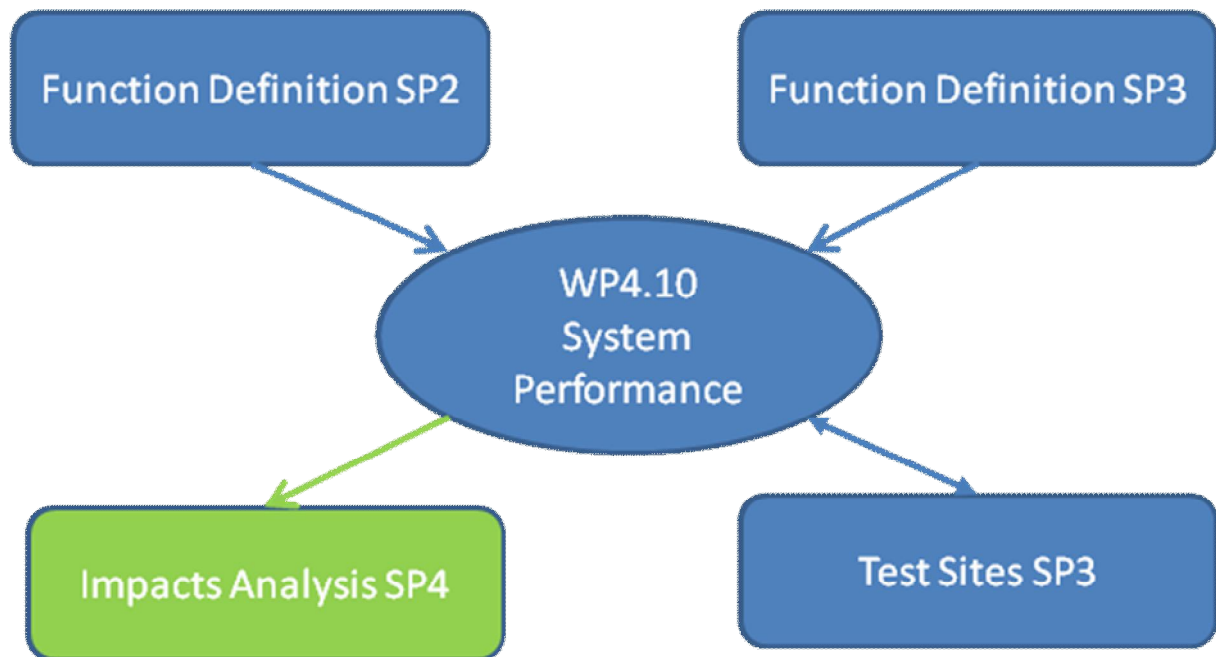 Function Definition SP2
Function Definition SP3
WP4.10
System
Performance
Impacts Analysis SP4
Test Sites SP3